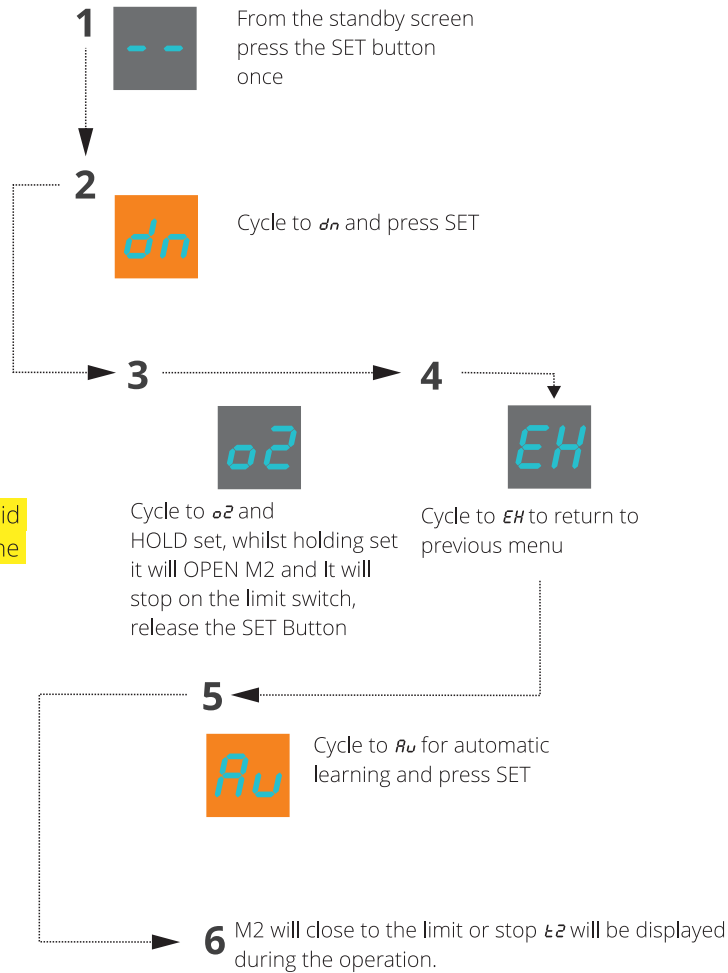 1
- -
From the standby screen
press the SET button
once
2
dn
Cycle to dn and press SET
3
4
o2
EH
id
ne
Cycle to o2 and
HOLD set, whilst holding set
it will OPEN M2 and It will
stop on the limit switch,
release the SET Button
Cycle to EH to return to
previous menu
5
Au
Cycle to Au for automatic
learning and press SET
6
M2 will close to the limit or stop t2 will be displayed
during the operation.